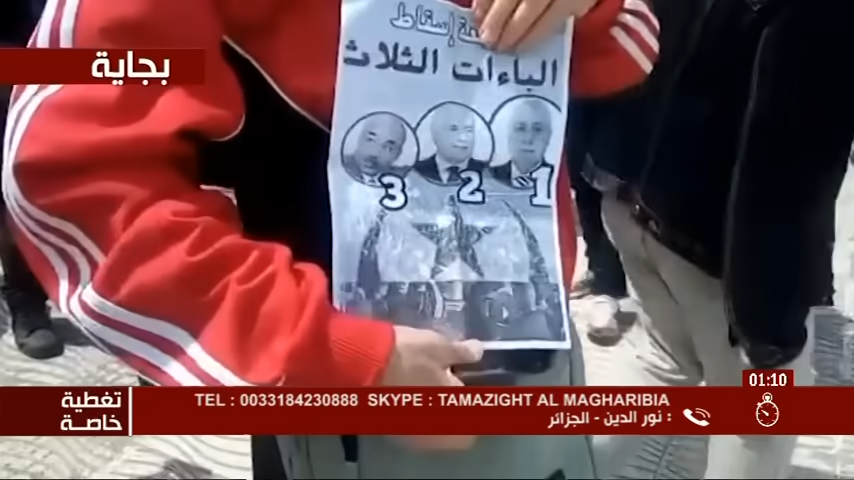 إسقاط
الباءات الثلاث
بجاية
3
2
1
01:10
تغطية
خاصة
TEL : 0033184230888 SKYPE : TAMAZIGHT AL MAGHARIBIA
نور الدين - الجزائر :